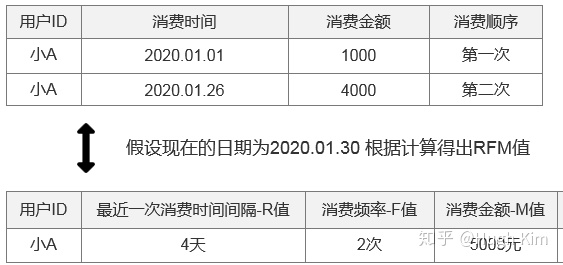 用户ID 消费时间 消费金额 消费顺序
小A 2020.01.01 1000 第一次
小A 2020.01.26 4000 第二次
假设现在的日期为2020.01.30 根据计算得出RFM值
用户ID 最近一次消费时间间隔-R值 消费频率-F值 消费金额-M值
小A 4天 2次 5000元
知乎 @Hugh-Kim